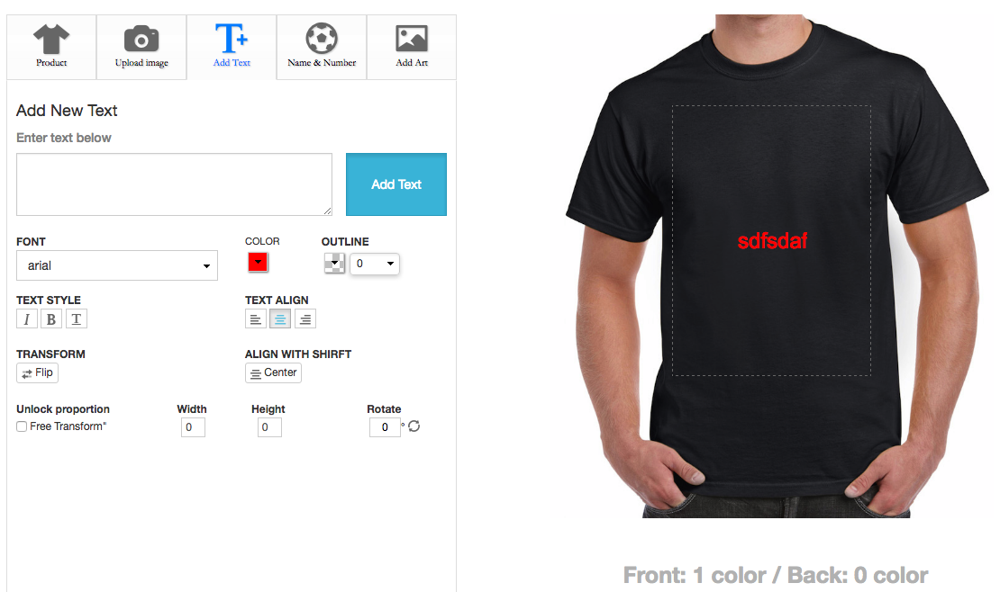 Product Upload image Add Text Name & Number Add Art
Add New Text
Enter text below
Add Text
FONT COLOR OUTLINE
arial 0
TEXT STYLE TEXT ALIGN
I B T
TRANSFORM ALIGN WITH SHIRFT
Flip Center
Unlock proportion Width Height Rotate
Free Transform" 0 0 0 °
sdfsdaf
Front: 1 color / Back: 0 color